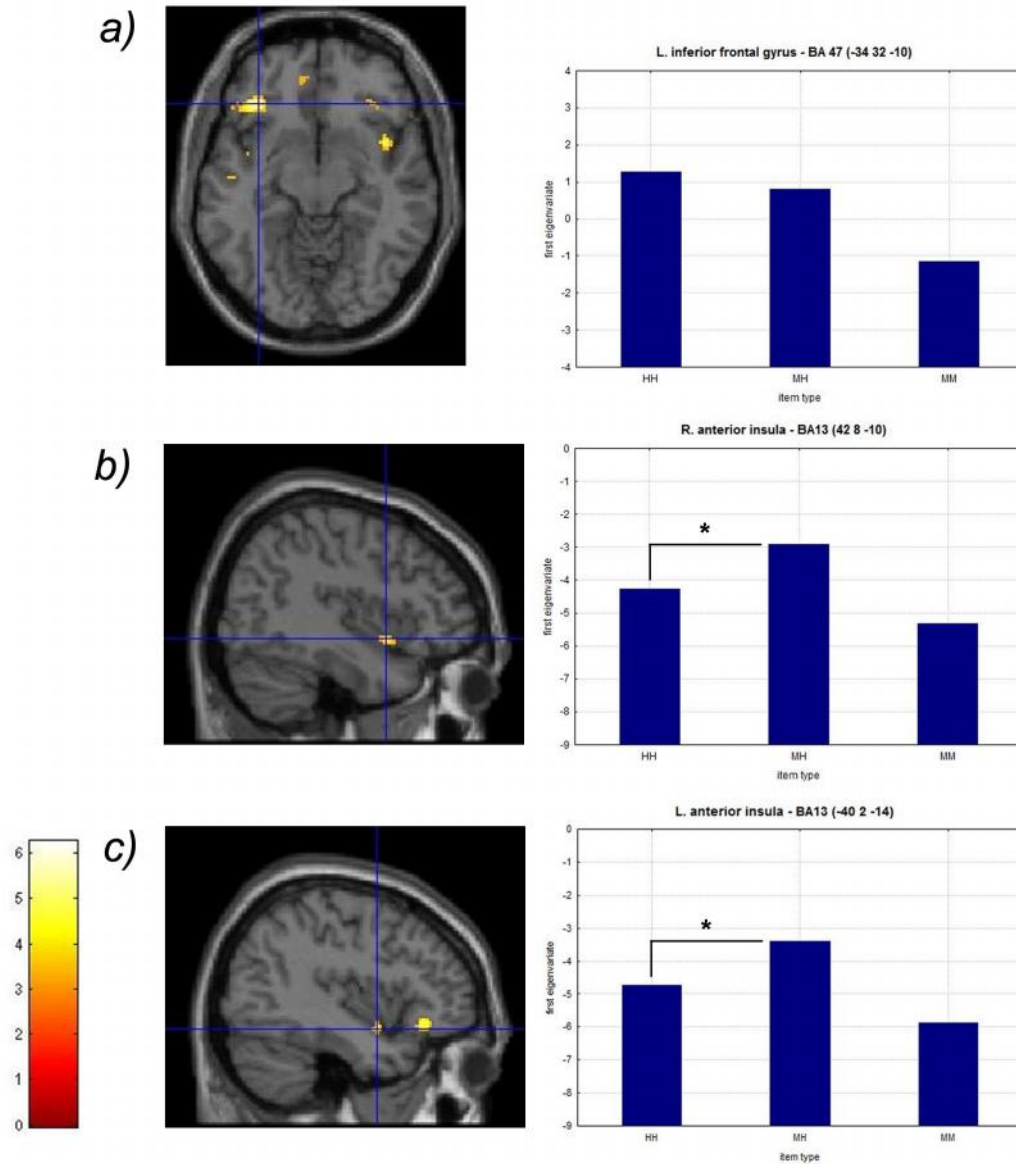 a)
L. inferior frontal gyrus - BA 47 (-34 32 -10)
4
3
2
1
0
-1
-2
-3
-4
first eigenvariate
HH MH MM
item type
b)
R. anterior insula - BA13 (42 8 -10)
0
-1
-2
-3
-4
-5
-6
-7
-8
-9
first eigenvariate
*
HH MH MM
item type
c)
6
5
4
3
2
1
0
L. anterior insula - BA13 (-40 2 -14)
0
-1
-2
-3
-4
-5
-6
-7
-8
-9
first eigenvariate
*
HH MH MM
item type